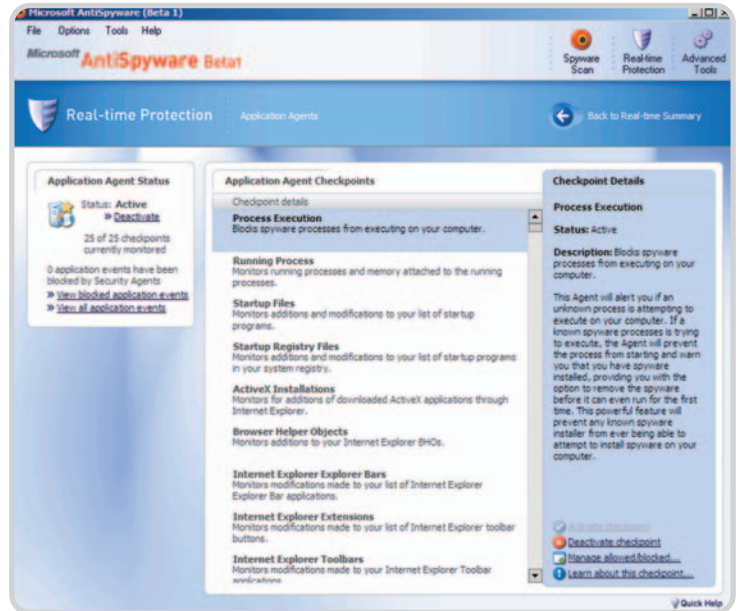 Microsoft AntiSpyware (Beta 1)
File Options Tools Help
Microsoft AntiSpyware Beta1
Spyware Scan
Real-time Protection
Advanced Tools
Real-time Protection
Application Agents
Back to Real-time Summary
Application Agent Status
Status: Active
» Deactivate
25 of 25 checkpoints
currently monitored
0 application events have been
blocked by Security Agents
» View blocked application events
» View all application events
Application Agent Checkpoints
Checkpoint details
Process Execution
Blocks spyware processes from executing on your computer.
Running Process
Monitors running processes and memory attached to the running
processes.
Startup Files
Monitors additions and modifications to your list of startup
programs.
Startup Registry Files
Monitors additions and modifications to your list of startup programs
in your system registry.
ActiveX Installations
Monitors for additions of downloaded ActiveX applications through
Internet Explorer.
Browser Helper Objects
Monitors additions to your Internet Explorer BHOs.
Internet Explorer Explorer Bars
Monitors modifications made to your list of Internet Explorer
Explorer Bar applications.
Internet Explorer Extensions
Monitors modifications made to your list of Internet Explorer toolbar
buttons.
Internet Explorer Toolbars
Monitors modifications made to your Internet Explorer Toolbar
applications.
Checkpoint Details
Process Execution
Status: Active
Description: Blocks spyware
processes from executing on your
computer.
This Agent will alert you if an
unknown process is attempting to
execute on your computer. If a
known spyware processes is trying
to execute, the Agent will prevent
the process from starting and warn
you that you have spyware
installed, providing you with the
option to remove the spyware
before it can even run for the first
time. This powerful feature will
prevent any known spyware
installer from ever being able to
attempt to install spyware on your
computer.
Activate checkpoint
Deactivate checkpoint
Manage allowed/blocked...
Learn about this checkpoint...
Quick Help